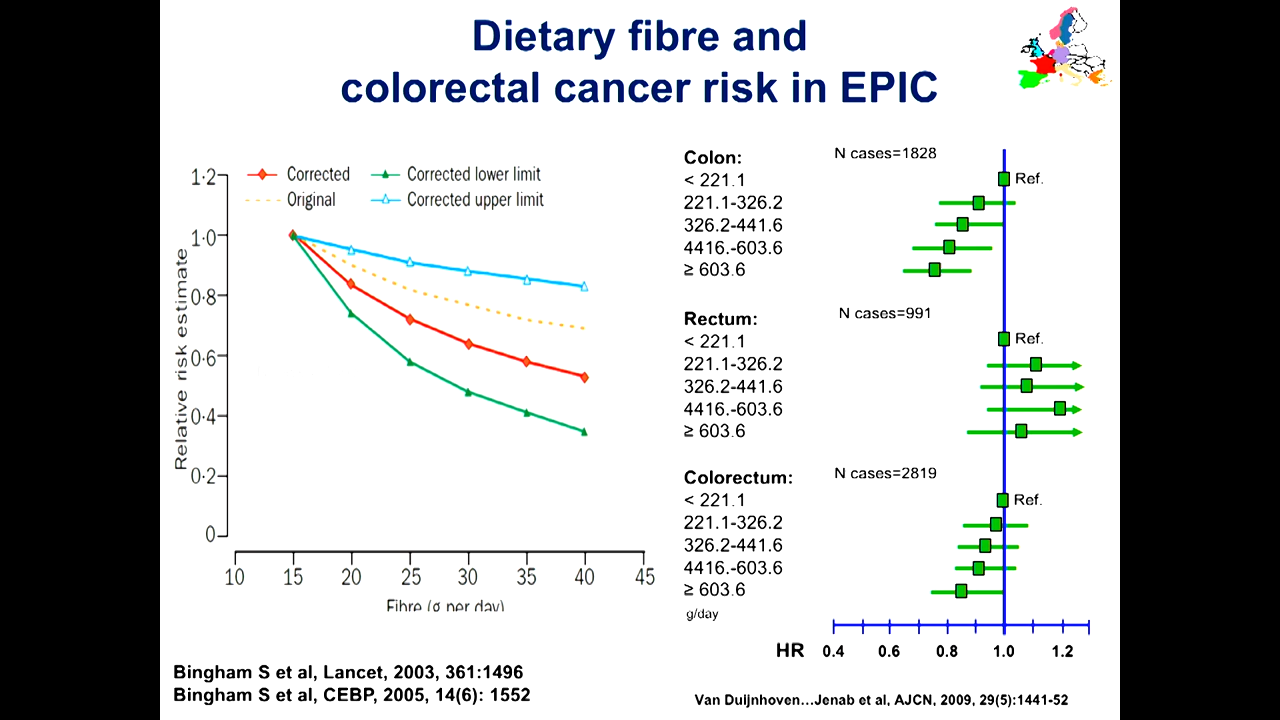 Dietary fibre and
colorectal cancer risk in EPIC
Corrected
Corrected lower limit
Original
Corrected upper limit
Relative risk estimate
1·2
1·0
0·8
0·6
0·4
0·2
0
10 15 20 25 30 35 40 45
Fibre (g per day)
Colon: N cases=1828
< 221.1 Ref.
221.1-326.2
326.2-441.6
4416.-603.6
≥ 603.6
Rectum: N cases=991
< 221.1 Ref.
221.1-326.2
326.2-441.6
4416.-603.6
≥ 603.6
Colorectum: N cases=2819
< 221.1 Ref.
221.1-326.2
326.2-441.6
4416.-603.6
≥ 603.6
g/day
HR 0.4 0.6 0.8 1.0 1.2
Bingham S et al, Lancet, 2003, 361:1496
Bingham S et al, CEBP, 2005, 14(6): 1552
Van Duijnhoven...Jenab et al, AJCN, 2009, 29(5):1441-52